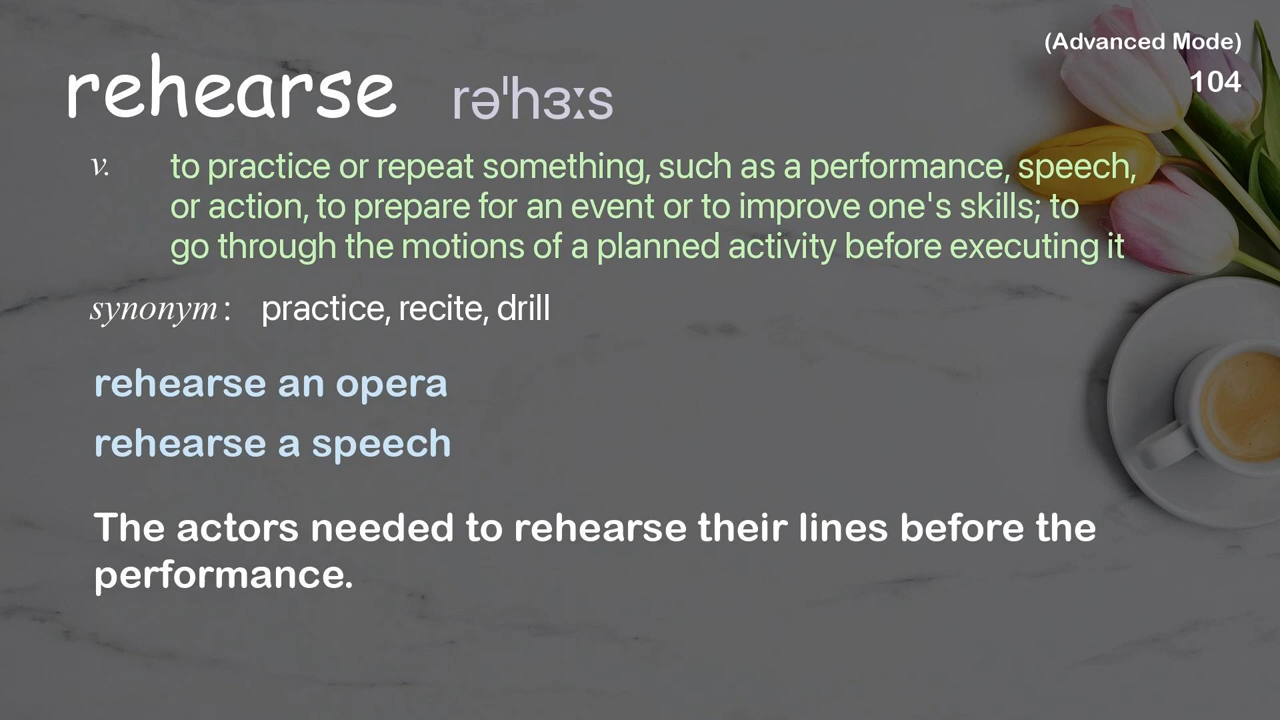 (Advanced Mode)
104
rehearse rəˈhɜːs
v. to practice or repeat something, such as a performance, speech,
or action, to prepare for an event or to improve one's skills; to
go through the motions of a planned activity before executing it
synonym: practice, recite, drill
rehearse an opera
rehearse a speech
The actors needed to rehearse their lines before the
performance.